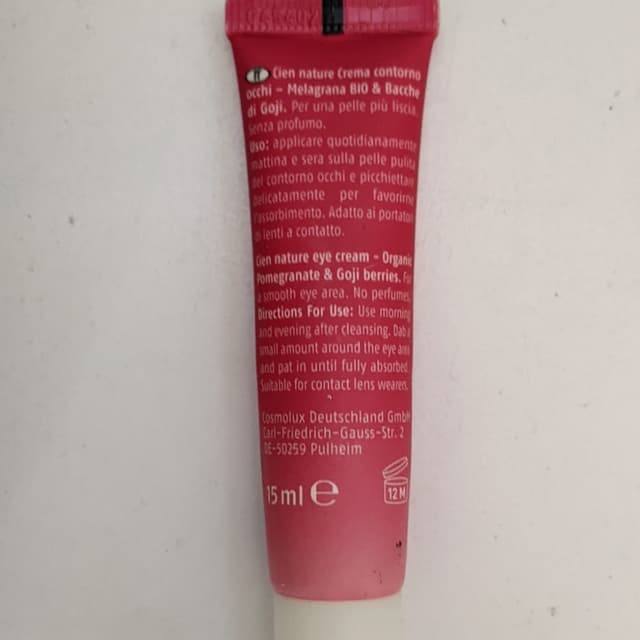 IT Cien nature Crema contorno
occhi – Melagrana BIO & Bacche
di Goji. Per una pelle più liscia.
Senza profumo.
Uso: applicare quotidianamente
mattina e sera sulla pelle pulita
del contorno occhi e picchiettare
delicatamente per favorirne
l'assorbimento. Adatto ai portatori
di lenti a contatto.
Cien nature eye cream – Organic
Pomegranate & Goji berries. For
a smooth eye area. No perfumes.
Directions For Use: Use morning
and evening after cleansing. Dab a
small amount around the eye area
and pat in until fully absorbed.
Suitable for contact lens wearers.
Cosmolux Deutschland GmbH
Carl-Friedrich-Gauss-Str. 2
DE-50259 Pulheim
15 ml e
12 M